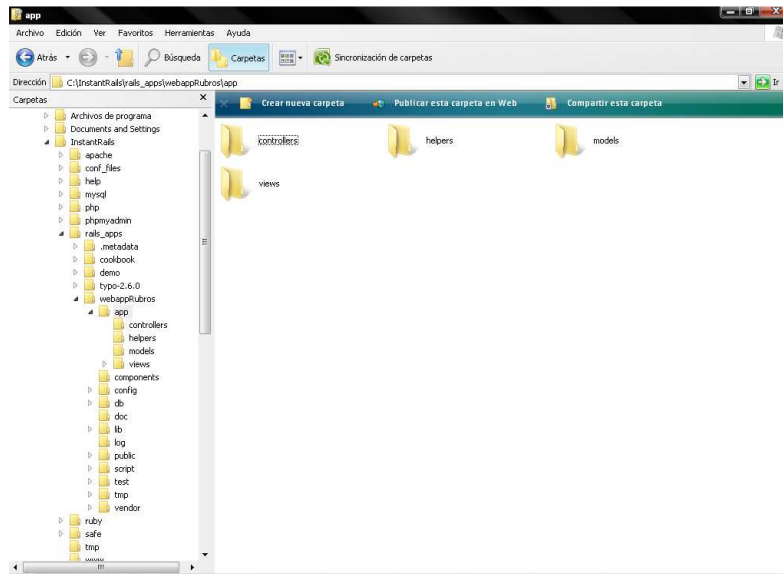 app
Archivo Edición Ver Favoritos Herramientas Ayuda
Atrás Búsqueda Carpetas Sincronización de carpetas
Dirección C:\InstantRails\rails_apps\webappRubros\app Ir
Carpetas
Crear nueva carpeta Publicar esta carpeta en Web Compartir esta carpeta
Archivos de programa
Documents and Settings
InstantRails
apache
conf_files
help
mysql
php
phpmyadmin
rails_apps
.metadata
cookbook
demo
typo-2.6.0
webappRubros
app
controllers
helpers
models
views
components
config
db
doc
lib
log
public
script
test
tmp
vendor
ruby
safe
tmp
controllers helpers models
views